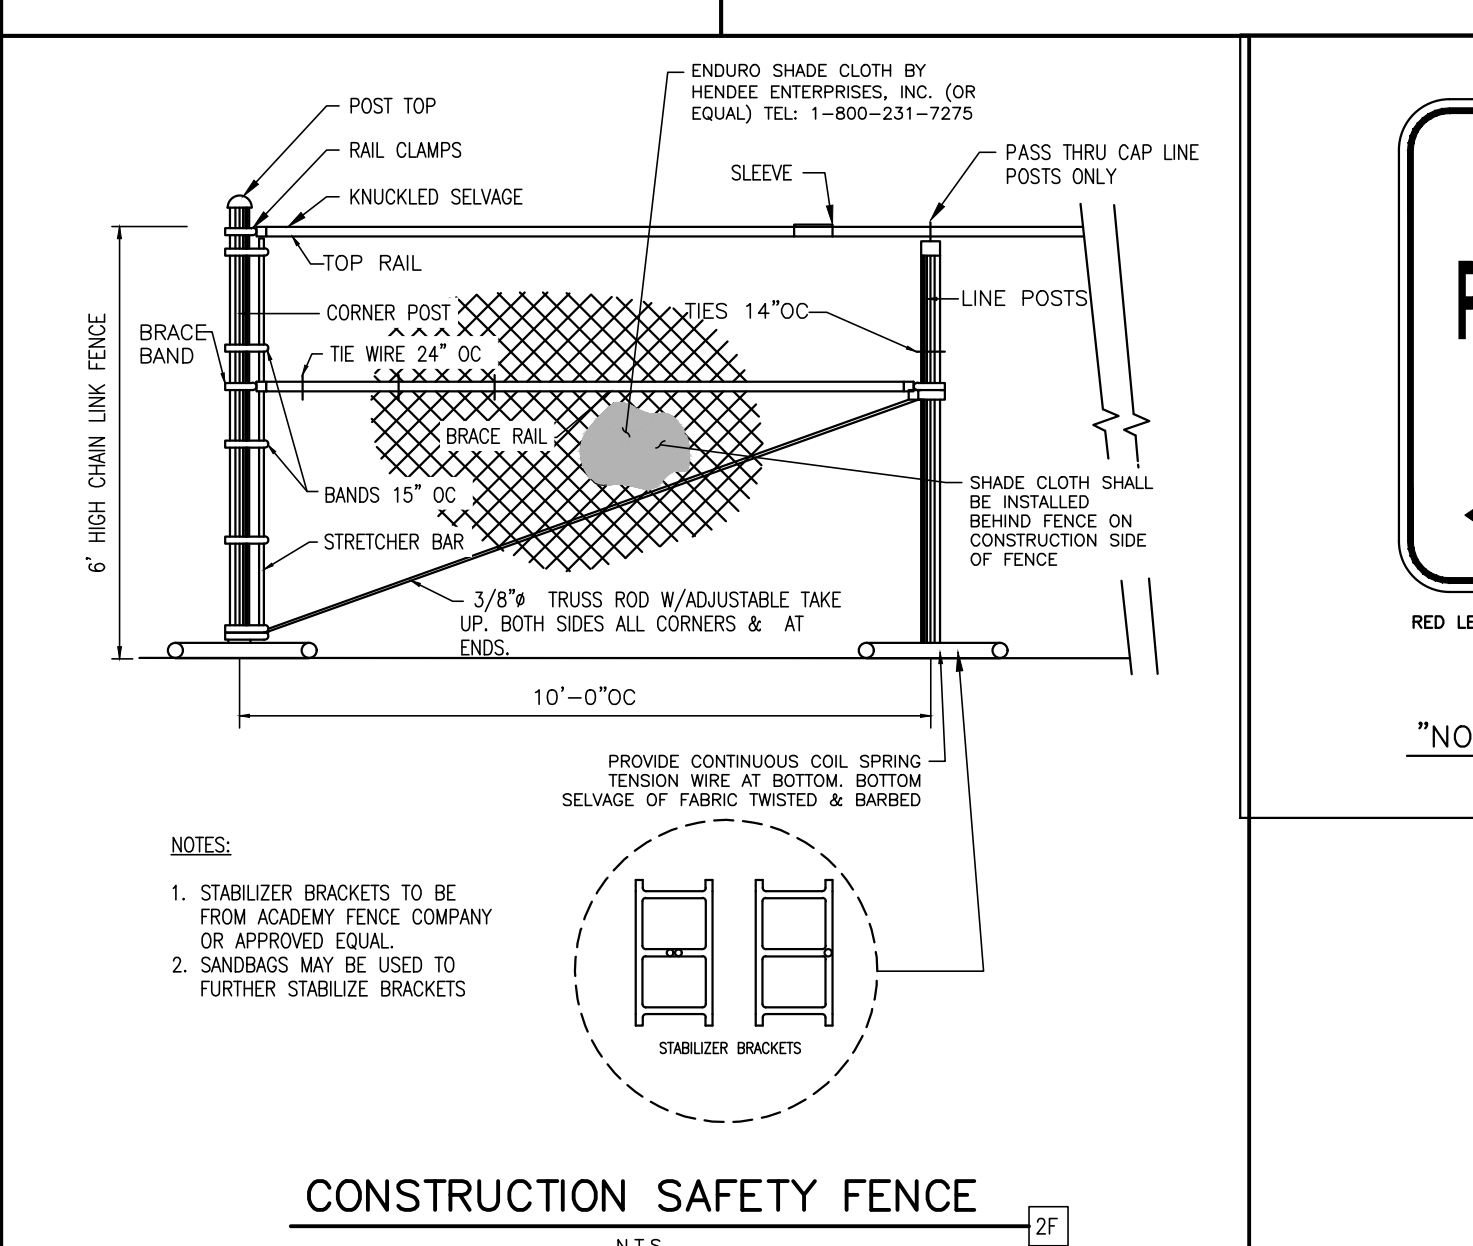 ENDURO SHADE CLOTH BY
HENDEE ENTERPRISES, INC. (OR
EQUAL) TEL: 1-800-231-7275
POST TOP
RAIL CLAMPS
KNUCKLED SELVAGE
SLEEVE
PASS THRU CAP LINE
POSTS ONLY
TOP RAIL
CORNER POST
TIES 14"OC
LINE POSTS
BRACE
BAND
TIE WIRE 24" OC
6' HIGH CHAIN LINK FENCE
BRACE RAIL
BANDS 15" OC
SHADE CLOTH SHALL
BE INSTALLED
BEHIND FENCE ON
CONSTRUCTION SIDE
OF FENCE
STRETCHER BAR
3/8"ø TRUSS ROD W/ADJUSTABLE TAKE
UP. BOTH SIDES ALL CORNERS & AT
ENDS.
10'-0"OC
PROVIDE CONTINUOUS COIL SPRING
TENSION WIRE AT BOTTOM. BOTTOM
SELVAGE OF FABRIC TWISTED & BARBED
NOTES:
1. STABILIZER BRACKETS TO BE
FROM ACADEMY FENCE COMPANY
OR APPROVED EQUAL.
2. SANDBAGS MAY BE USED TO
FURTHER STABILIZE BRACKETS
STABILIZER BRACKETS
CONSTRUCTION SAFETY FENCE
2F
N.T.S.
RED LE
"NO